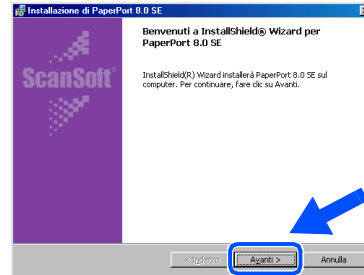 Installazione di PaperPort 8.0 SE
Benvenuti a InstallShield® Wizard per
PaperPort 8.0 SE
ScanSoft®
InstallShield(R) Wizard installerà PaperPort 8.0 SE sul
computer. Per continuare, fare clic su Avanti.
< Indietro
Avanti >
Annulla